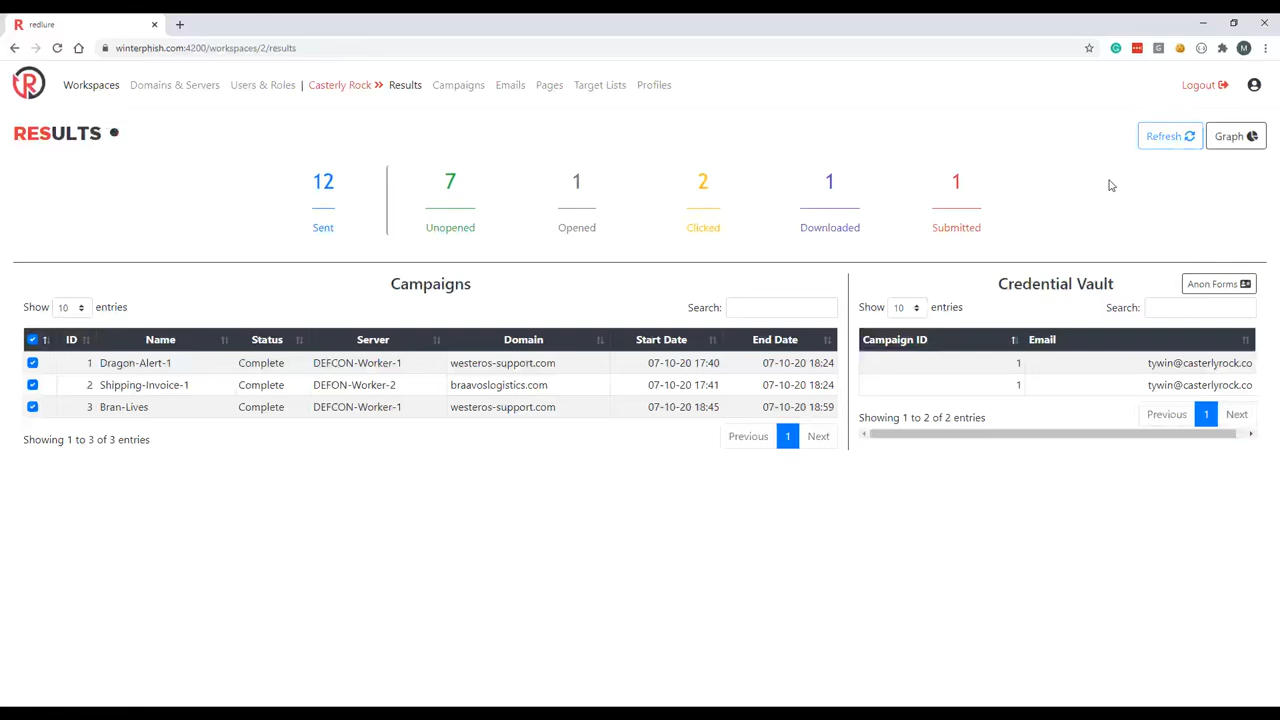 R redlure
winterphish.com:4200/workspaces/2/results
M
R Workspaces Domains & Servers Users & Roles | Casterly Rock Results Campaigns Emails Pages Target Lists Profiles Logout
RESULTS
Refresh Graph
12 7 1 2 1 1
Sent Unopened Opened Clicked Downloaded Submitted
Campaigns
Show 10 entries Search:
ID Name Status Server Domain Start Date End Date
1 Dragon-Alert-1 Complete DEFCON-Worker-1 westeros-support.com 07-10-20 17:40 07-10-20 18:24
2 Shipping-Invoice-1 Complete DEFON-Worker-2 braavoslogistics.com 07-10-20 17:41 07-10-20 18:24
3 Bran-Lives Complete DEFCON-Worker-1 westeros-support.com 07-10-20 18:45 07-10-20 18:59
Showing 1 to 3 of 3 entries
Previous 1 Next
Credential Vault Anon Forms
Show 10 entries Search:
Campaign ID Email
1 tywin@casterlyrock.co
1 tywin@casterlyrock.co
Showing 1 to 2 of 2 entries
Previous 1 Next